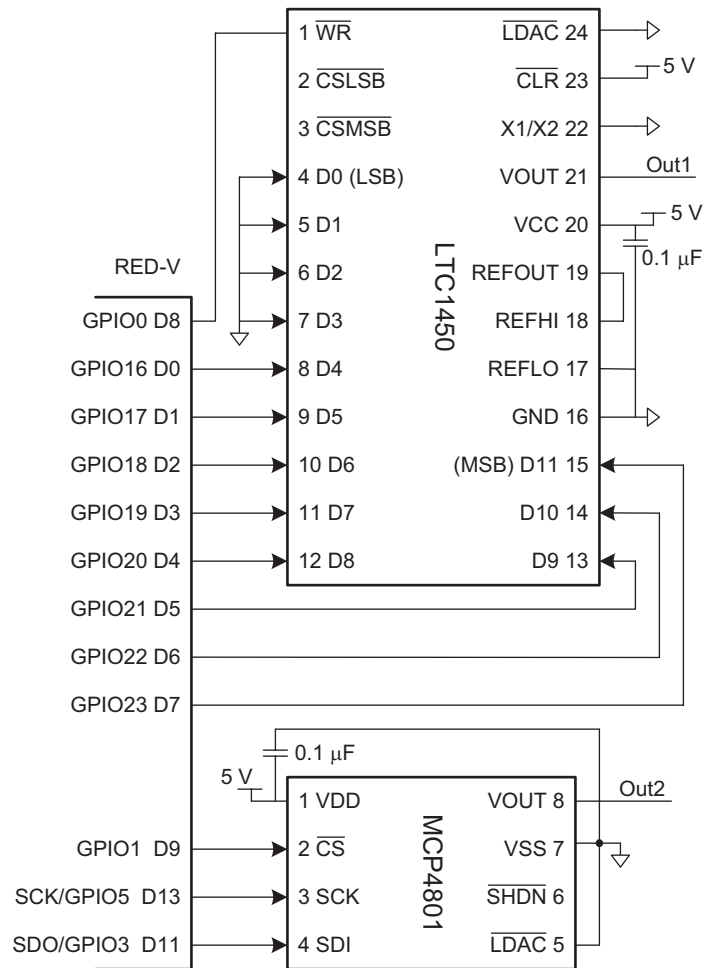 1 WR
LDAC 24
2 CSLSB
CLR 23
5 V
3 CSMSB
X1/X2 22
4 D0 (LSB)
VOUT 21
Out1
5 D1
VCC 20
5 V
0.1 μF
LTC1450
RED-V
6 D2
REFOUT 19
GPIO0 D8
7 D3
REFHI 18
GPIO16 D0
8 D4
REFLO 17
GPIO17 D1
9 D5
GND 16
GPIO18 D2
10 D6
(MSB) D11 15
GPIO19 D3
11 D7
D10 14
GPIO20 D4
12 D8
D9 13
GPIO21 D5
GPIO22 D6
GPIO23 D7
0.1 μF
5 V
1 VDD
VOUT 8
Out2
MCP4801
GPIO1 D9
2 CS
VSS 7
SCK/GPIO5 D13
3 SCK
SHDN 6
SDO/GPIO3 D11
4 SDI
LDAC 5